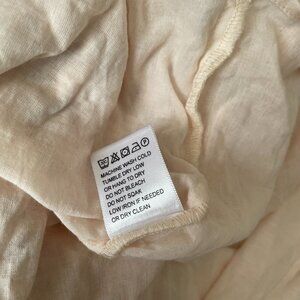 MACHINE WASH COLD
TUMBLE DRY LOW
OR HANG TO DRY
DO NOT BLEACH
DO NOT SOAK
LOW IRON IF NEEDED
OR DRY CLEAN